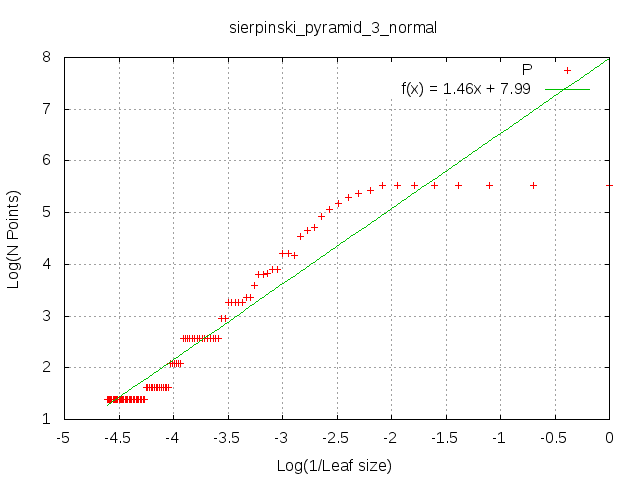 sierpinski_pyramid_3_normal
P
f(x) = 1.46x + 7.99
Log(N Points)
8
7
6
5
4
3
2
1
-5 -4.5 -4 -3.5 -3 -2.5 -2 -1.5 -1 -0.5 0
Log(1/Leaf size)